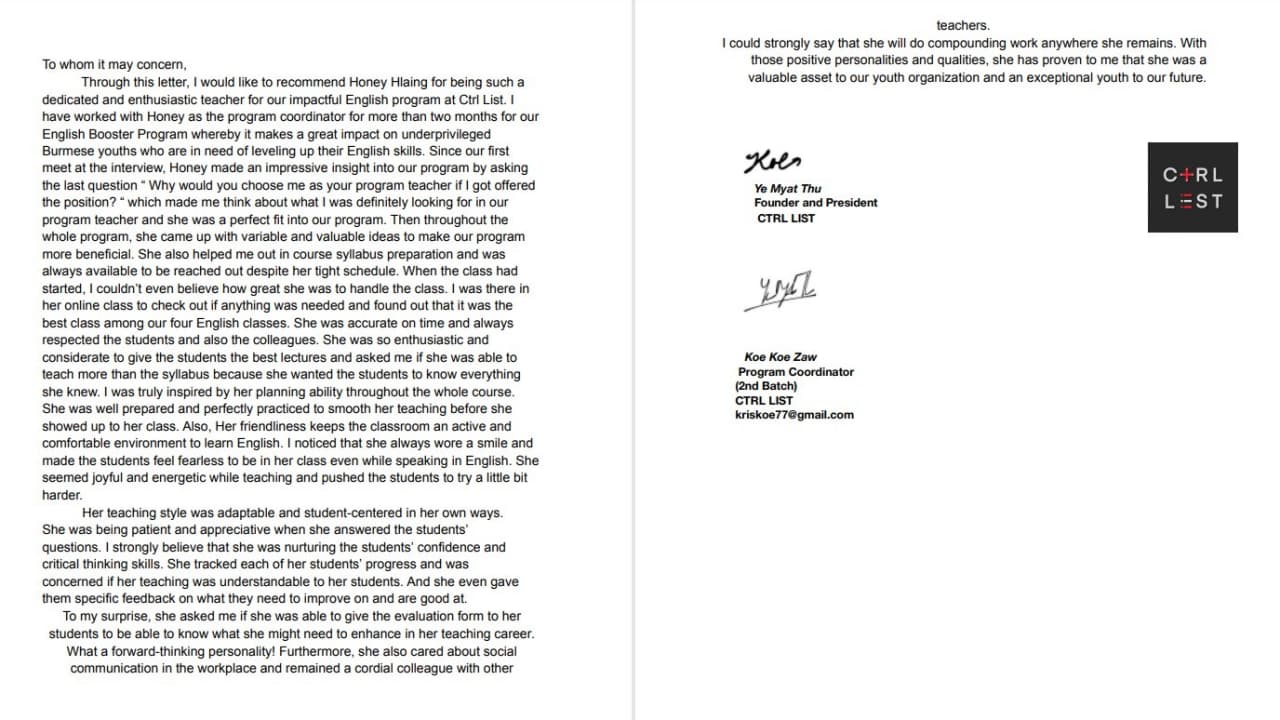 To whom it may concern,
Through this letter, I would like to recommend Honey Hlaing for being such a
dedicated and enthusiastic teacher for our impactful English program at Ctrl List. I
have worked with Honey as the program coordinator for more than two months for our
English Booster Program whereby it makes a great impact on underprivileged
Burmese youths who are in need of leveling up their English skills. Since our first
meet at the interview, Honey made an impressive insight into our program by asking
the last question “ Why would you choose me as your program teacher if I got offered
the position? “ which made me think about what I was definitely looking for in our
program teacher and she was a perfect fit into our program. Then throughout the
whole program, she came up with variable and valuable ideas to make our program
more beneficial. She also helped me out in course syllabus preparation and was
always available to be reached out despite her tight schedule. When the class had
started, I couldn’t even believe how great she was to handle the class. I was there in
her online class to check out if anything was needed and found out that it was the
best class among our four English classes. She was accurate on time and always
respected the students and also the colleagues. She was so enthusiastic and
considerate to give the students the best lectures and asked me if she was able to
teach more than the syllabus because she wanted the students to know everything
she knew. I was truly inspired by her planning ability throughout the whole course.
She was well prepared and perfectly practiced to smooth her teaching before she
showed up to her class. Also, Her friendliness keeps the classroom an active and
comfortable environment to learn English. I noticed that she always wore a smile and
made the students feel fearless to be in her class even while speaking in English. She
seemed joyful and energetic while teaching and pushed the students to try a little bit
harder.
Her teaching style was adaptable and student-centered in her own ways.
She was being patient and appreciative when she answered the students’
questions. I strongly believe that she was nurturing the students’ confidence and
critical thinking skills. She tracked each of her students’ progress and was
concerned if her teaching was understandable to her students. And she even gave
them specific feedback on what they need to improve on and are good at.
To my surprise, she asked me if she was able to give the evaluation form to her
students to be able to know what she might need to enhance in her teaching career.
What a forward-thinking personality! Furthermore, she also cared about social
communication in the workplace and remained a cordial colleague with other
teachers.
I could strongly say that she will do compounding work anywhere she remains. With
those positive personalities and qualities, she has proven to me that she was a
valuable asset to our youth organization and an exceptional youth to our future.
Ye Myat Thu
Founder and President
CTRL LIST
C+RL
L ST
Koe Koe Zaw
Program Coordinator
(2nd Batch)
CTRL LIST
kriskoe77@gmail.com